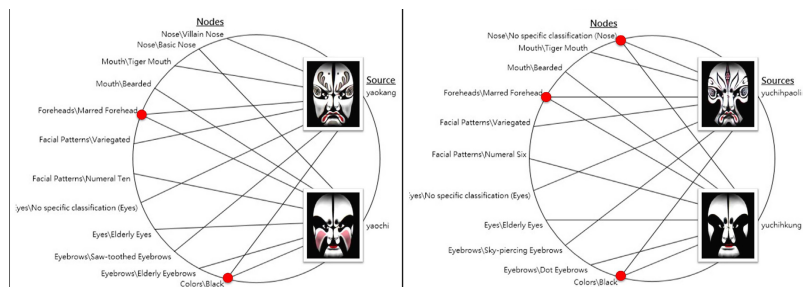 Nodes
Nose\Villain Nose
Nose\Basic Nose
Mouth\Tiger Mouth
Mouth\Bearded
Foreheads\Marred Forehead
Facial Patterns\Variegated
Facial Patterns\Numeral Ten
Eyes\No specific classification (Eyes)
Eyes\Elderly Eyes
Eyebrows\Saw-toothed Eyebrows
Eyebrows\Elderly Eyebrows
Colors\Black
Source
yaokang
yaochi
Nodes
Nose\No specific classification (Nose)
Mouth\Tiger Mouth
Mouth\Bearded
Foreheads\Marred Forehead
Facial Patterns\Variegated
Facial Patterns\Numeral Six
Eyes\No specific classification (Eyes)
Eyes\Elderly Eyes
Eyebrows\Sky-piercing Eyebrows
Eyebrows\Dot Eyebrows
Colors\Black
Sources
yuchihpaoli
yuchihkung